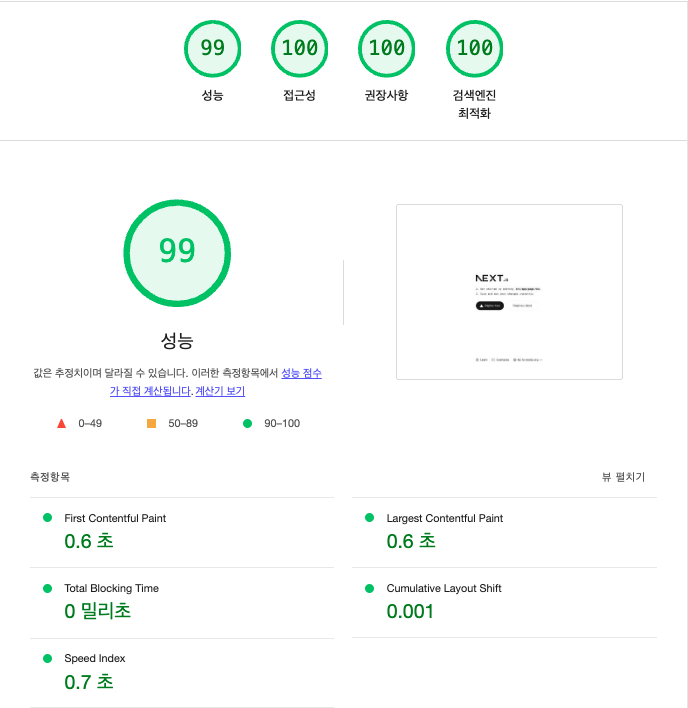 99
100
100
100
성능
접근성
권장사항
검색엔진
최적화
99
성능
값은 추정치이며 달라질 수 있습니다. 이러한 측정항목에서 성능 점수
가 직접 계산됩니다. 계산기 보기
0–49
50–89
90–100
NEXT.JS
측정항목
뷰 펼치기
First Contentful Paint
0.6 초
Largest Contentful Paint
0.6 초
Total Blocking Time
0 밀리초
Cumulative Layout Shift
0.001
Speed Index
0.7 초